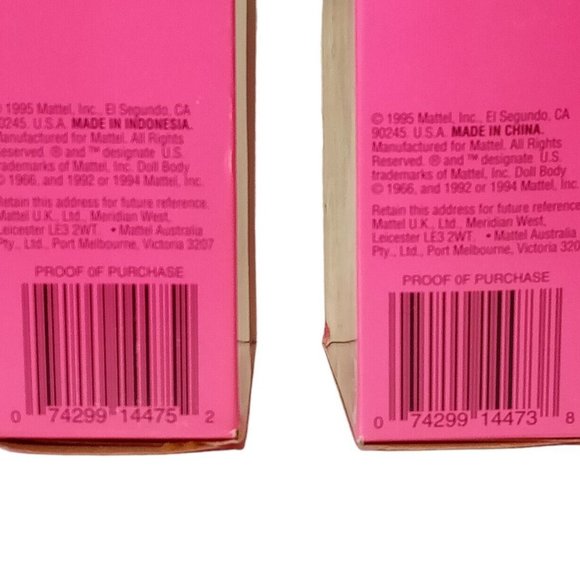 © 1995 Mattel, Inc., El Segundo, CA
90245. U.S.A. MADE IN INDONESIA.
Manufactured for Mattel. All Rights
Reserved. ® and ™ designate U.S.
trademarks of Mattel, Inc. Doll Body
© 1966, and 1992 or 1994 Mattel, Inc.
Retain this address for future reference.
Mattel U.K., Ltd., Meridian West,
Leicester LE3 2WT. • Mattel Australia
Pty., Ltd., Port Melbourne, Victoria 3207
PROOF OF PURCHASE
0 74299 14475 2
© 1995 Mattel, Inc., El Segundo, CA
90245. U.S.A. MADE IN CHINA.
Manufactured for Mattel. All Rights
Reserved. ® and ™ designate U.S.
trademarks of Mattel, Inc. Doll Body
© 1966, and 1992 or 1994 Mattel, Inc.
Retain this address for future reference
Mattel U.K., Ltd., Meridian West,
Leicester LE3 2WT. • Mattel Australia
Pty., Ltd., Port Melbourne, Victoria 320
PROOF OF PURCHASE
0 74299 14473 8